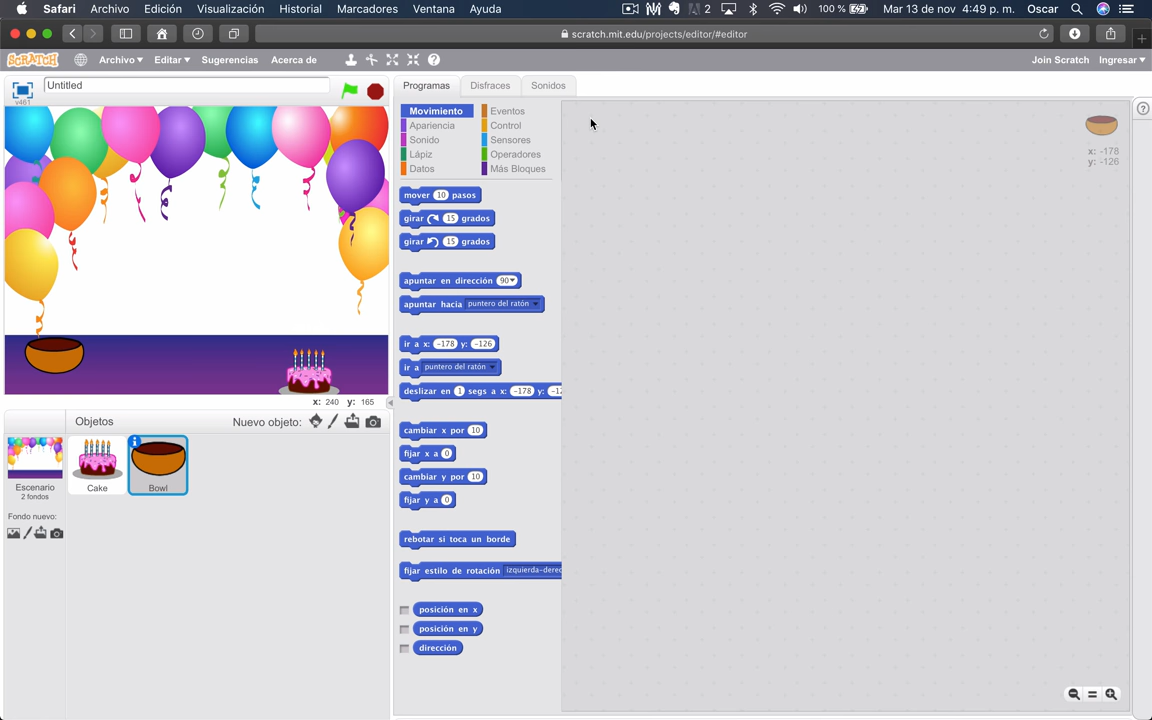 Safari Archivo Edición Visualización Historial Marcadores Ventana Ayuda 2 100 % Mar 13 de nov 4:49 p. m. Oscar
scratch.mit.edu/projects/editor/#editor
SCRATCH Archivo Editar Sugerencias Acerca de Join Scratch Ingresar
v461 Untitled
Programas Disfraces Sonidos
Movimiento Eventos
Apariencia Control
Sonido Sensores
Lápiz Operadores
Datos Más Bloques
x: -178
y: -126
mover 10 pasos
girar 15 grados
girar 15 grados
apuntar en dirección 90
apuntar hacia puntero del ratón
ir a x: -178 y: -126
ir a puntero del ratón
deslizar en 1 segs a x: -178 y: -12
cambiar x por 10
fijar x a 0
cambiar y por 10
fijar y a 0
rebotar si toca un borde
fijar estilo de rotación izquierda-derec
posición en x
posición en y
dirección
x: 240 y: 165
Objetos Nuevo objeto:
Escenario
2 fondos
Cake
Bowl
Fondo nuevo: